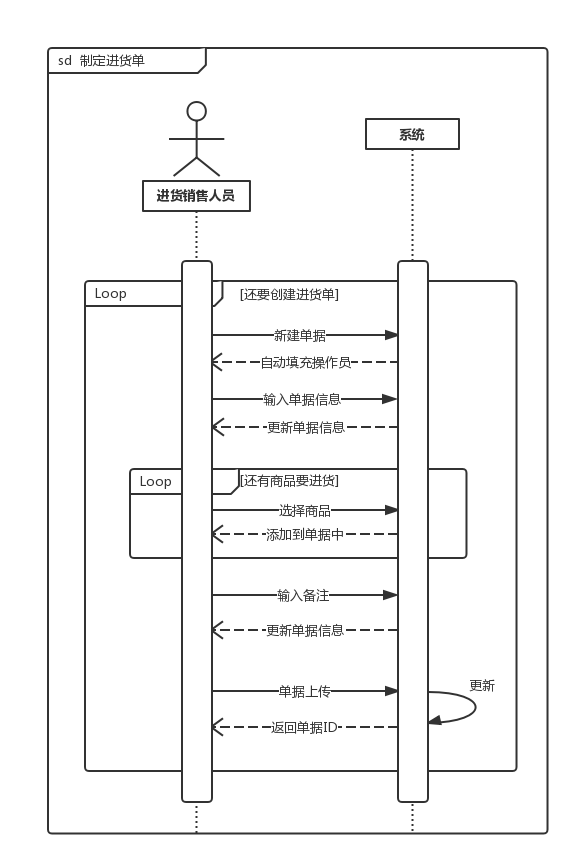 sd 制定进货单
系统
进货销售人员
Loop
[还要创建进货单]
新建单据
自动填充操作员
输入单据信息
更新单据信息
Loop
[还有商品要进货]
选择商品
添加到单据中
输入备注
更新单据信息
更新
单据上传
返回单据ID